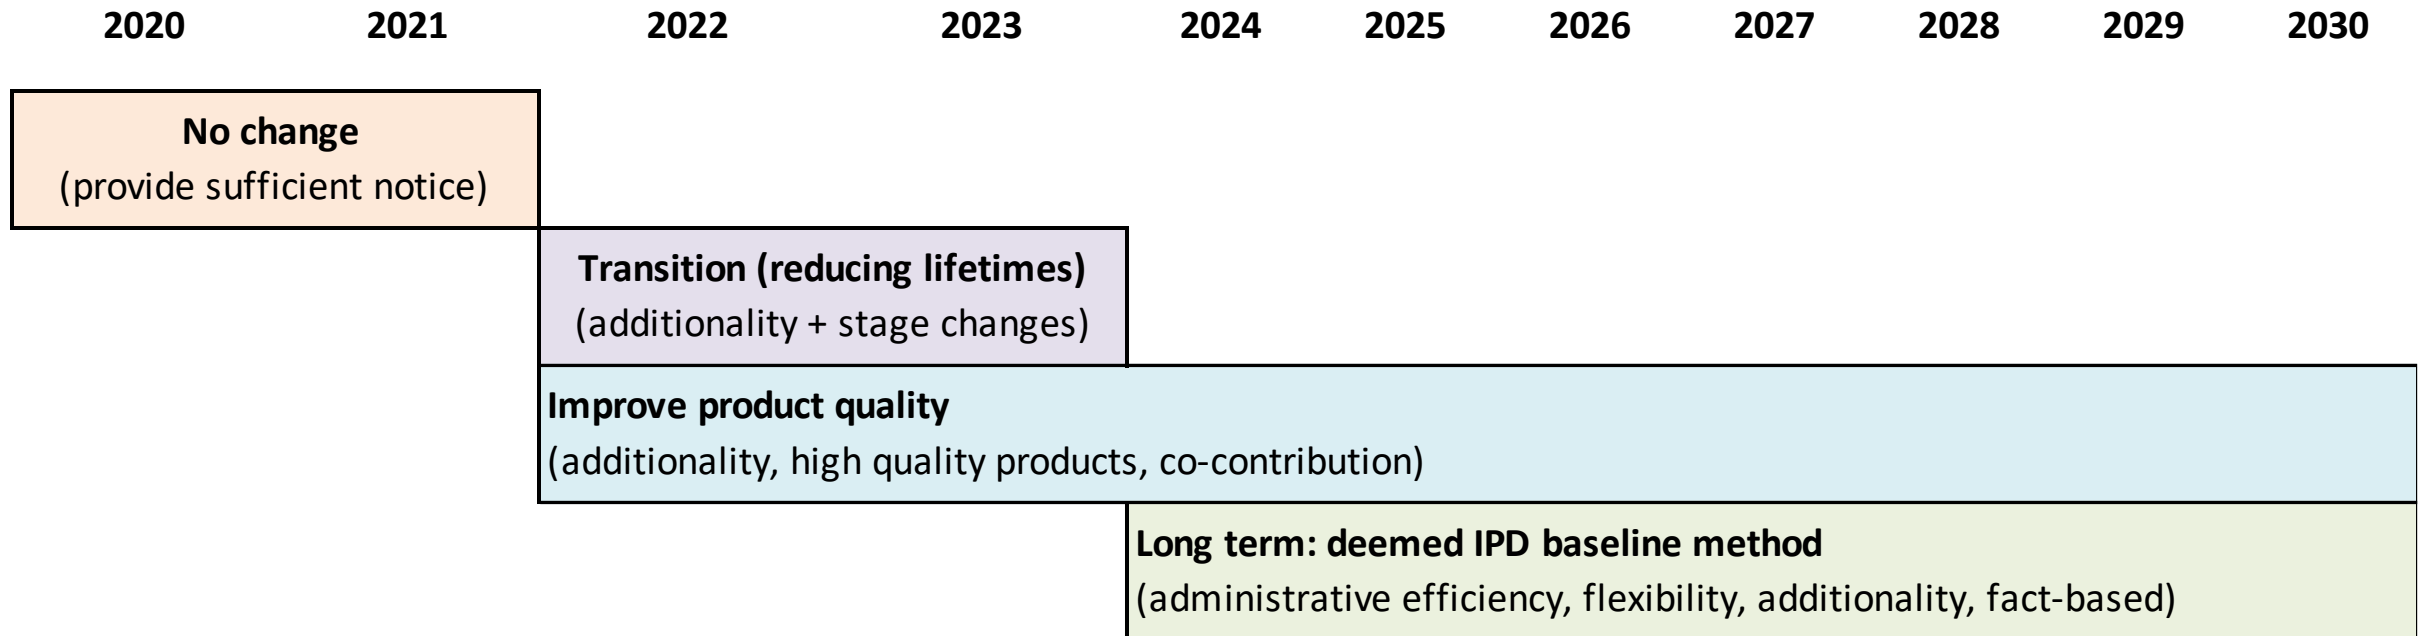 2020 2021 2022 2023 2024 2025 2026 2027 2028 2029 2030
No change
(provide sufficient notice)
Transition (reducing lifetimes)
(additionality + stage changes)
Improve product quality
(additionality, high quality products, co-contribution)
Long term: deemed IPD baseline method
(administrative efficiency, flexibility, additionality, fact-based)